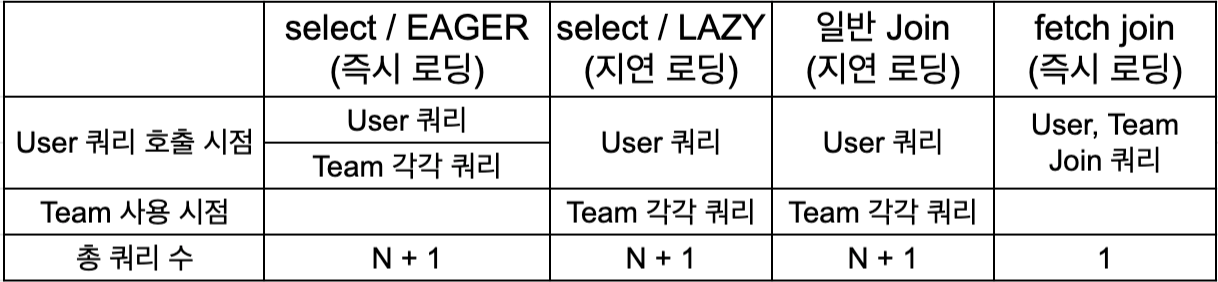 select / EAGER
(즉시 로딩)
select / LAZY
(지연 로딩)
일반 Join
(지연 로딩)
fetch join
(즉시 로딩)
User 쿼리 호출 시점
User 쿼리
Team 각각 쿼리
User 쿼리
User 쿼리
User, Team
Join 쿼리
Team 사용 시점
Team 각각 쿼리
Team 각각 쿼리
총 쿼리 수
N + 1
N + 1
N + 1
1